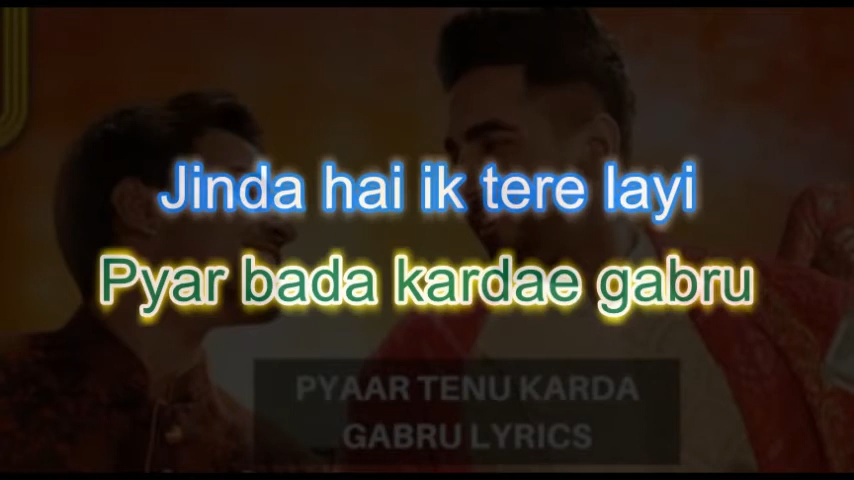 Jinda hai ik tere layi
Pyar bada kardae gabru
PYAAR TENU KARDA
GABRU LYRICS